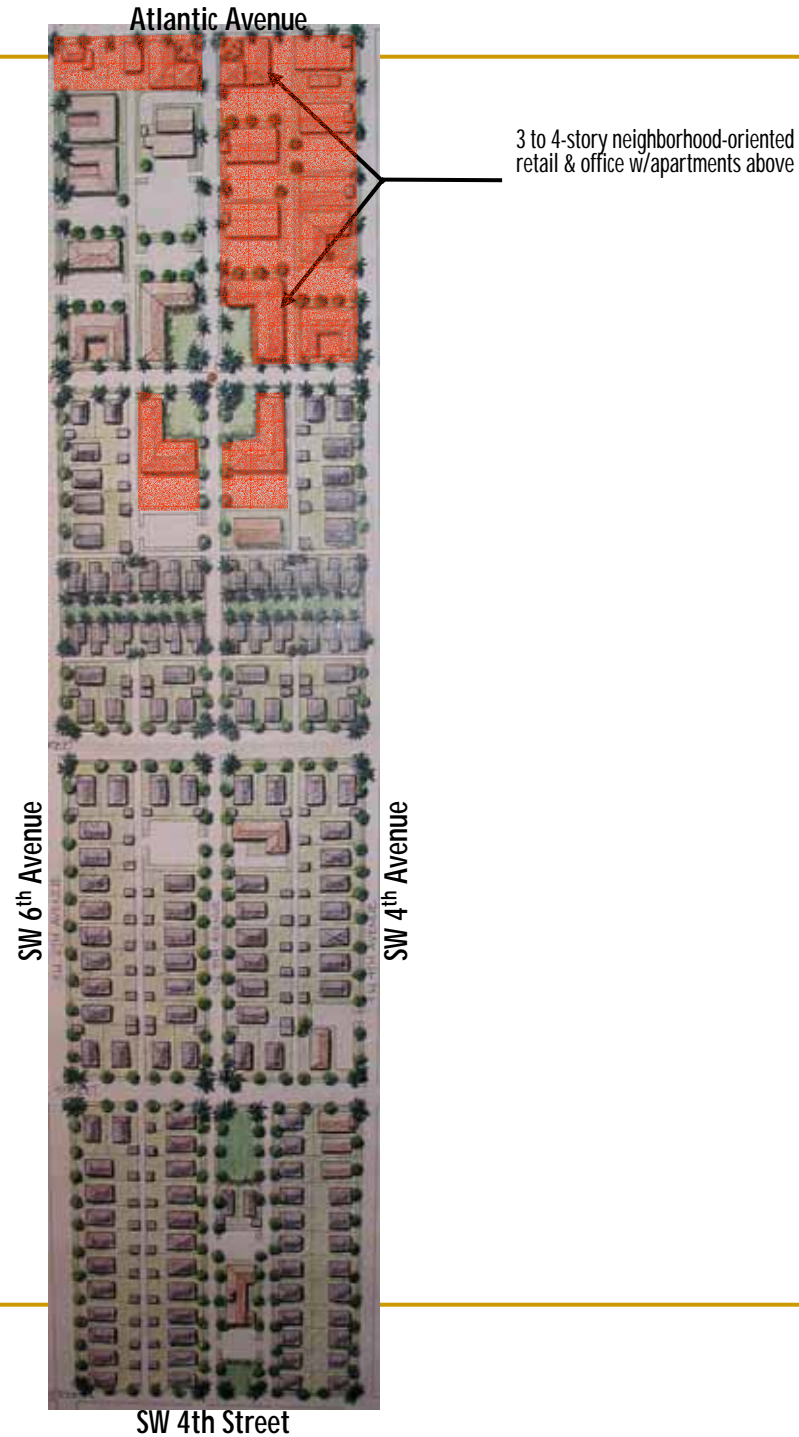 Atlantic Avenue
3 to 4-story neighborhood-oriented
retail & office w/apartments above
SW 6th Avenue
SW 4th Avenue
SW 4th Street